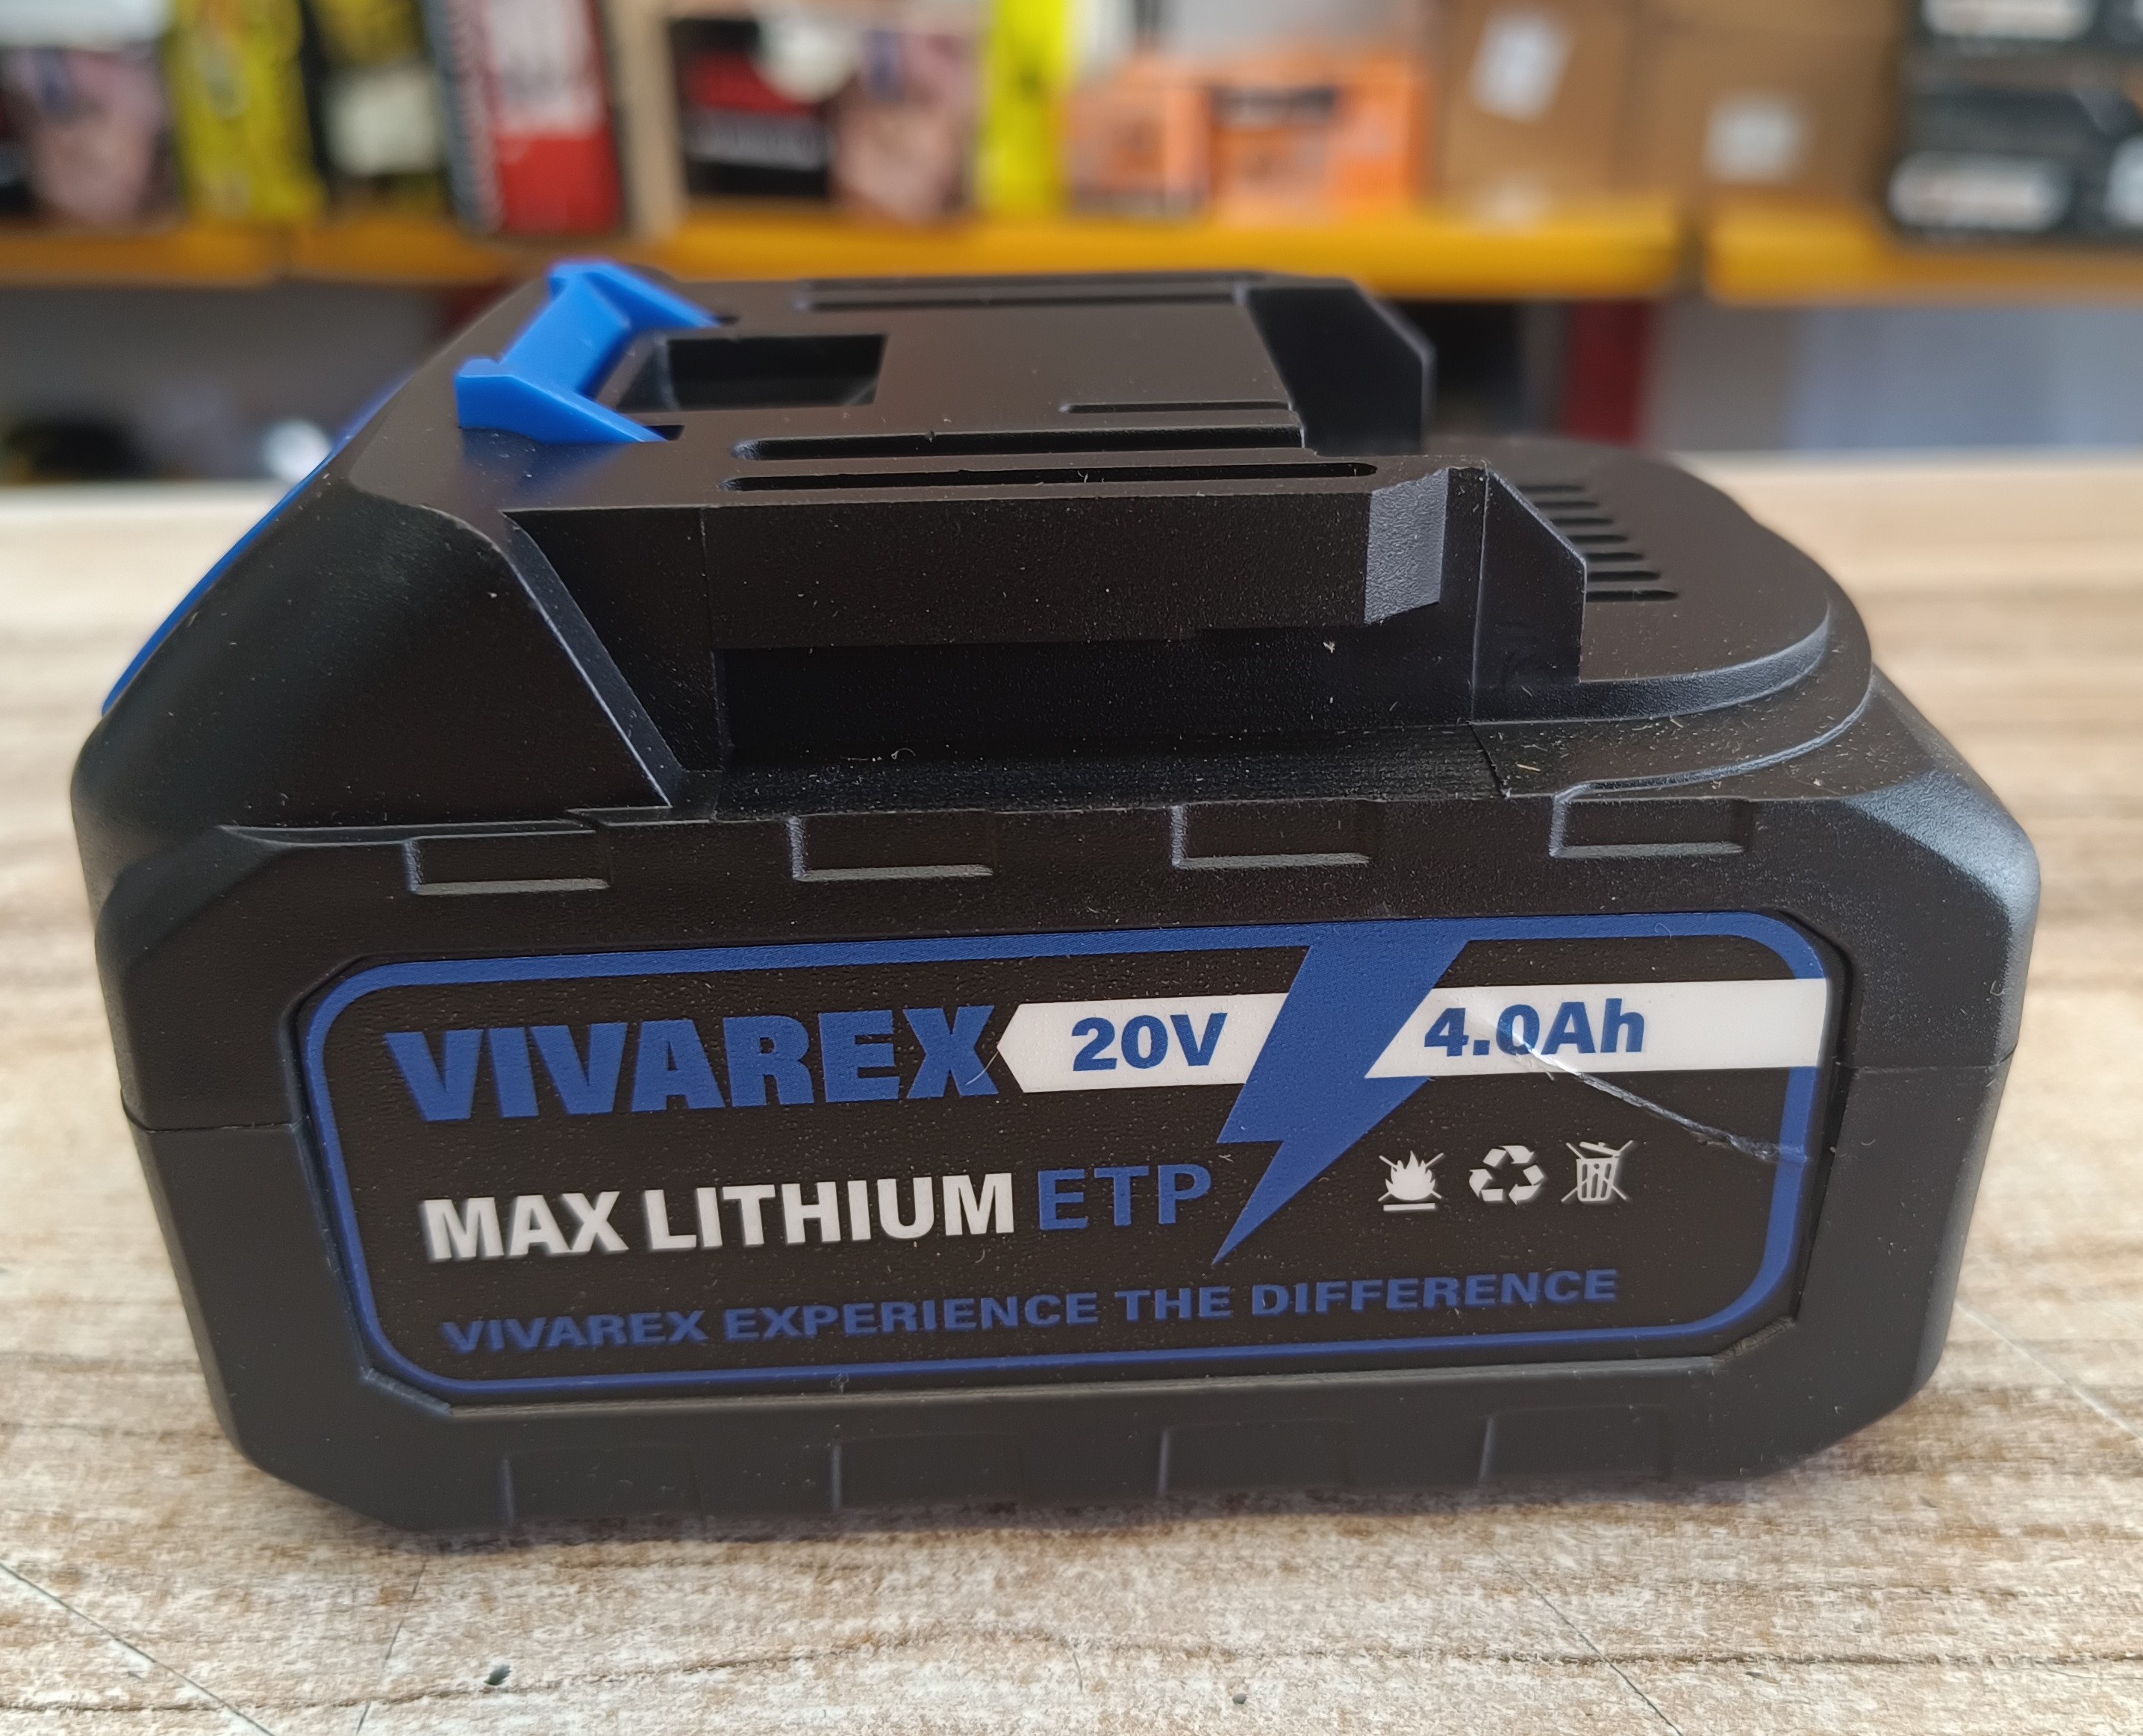 VIVAREX 20V 4.0Ah
MAX LITHIUM ETP
VIVAREX EXPERIENCE THE DIFFERENCE